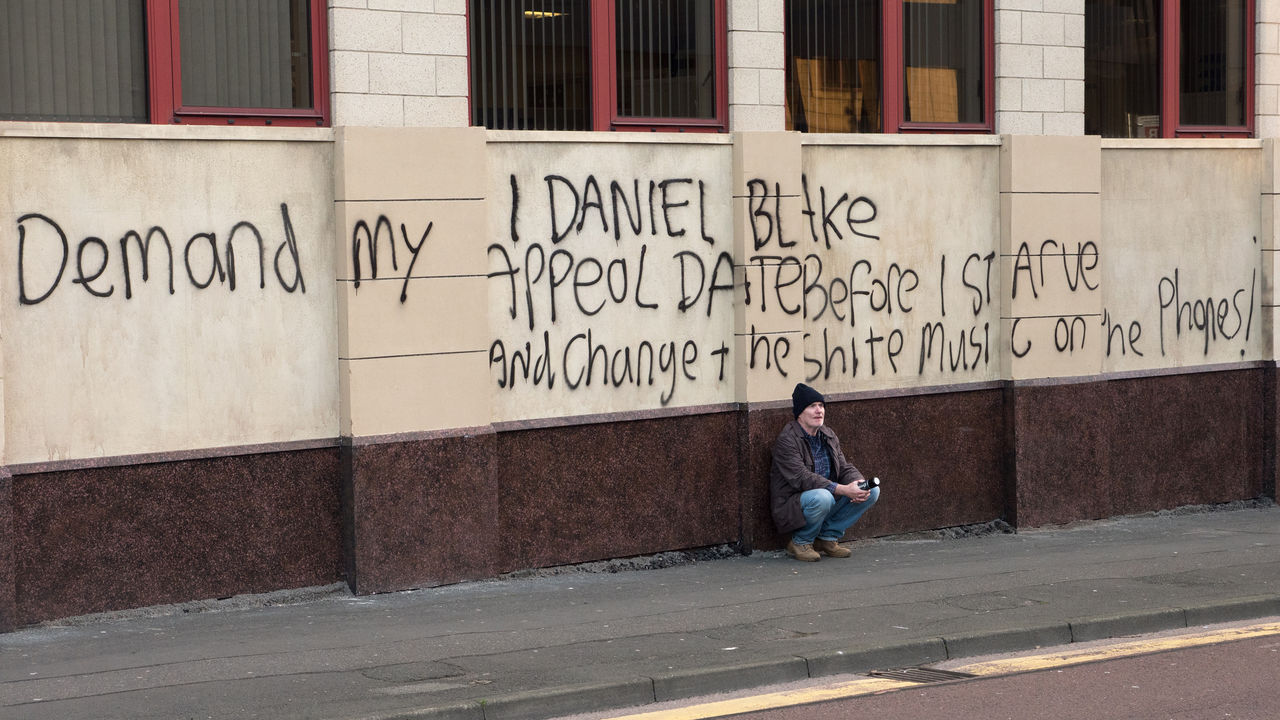 I DANIEL BLAke
Demand my AppeaL DATE Before I STArve
And Change the shite Music on the Phones!